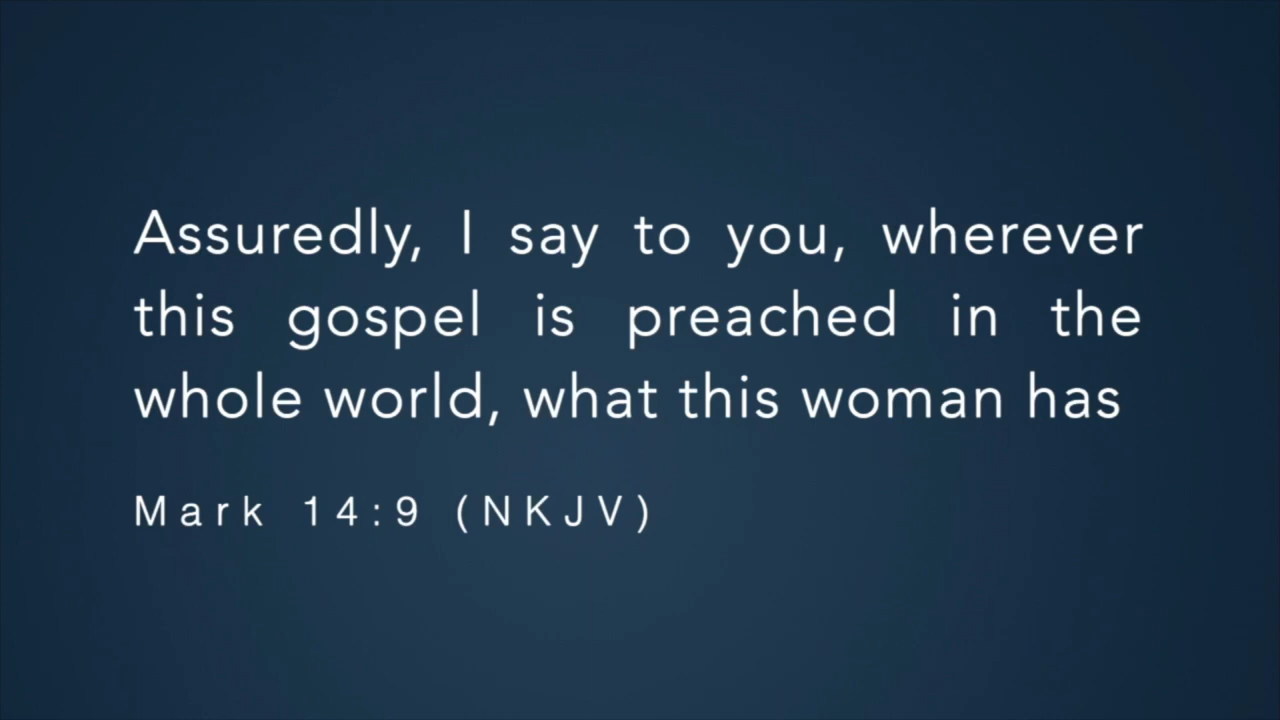 Assuredly, I say to you, wherever
this gospel is preached in the
whole world, what this woman has
Mark 14:9 (NKJV)